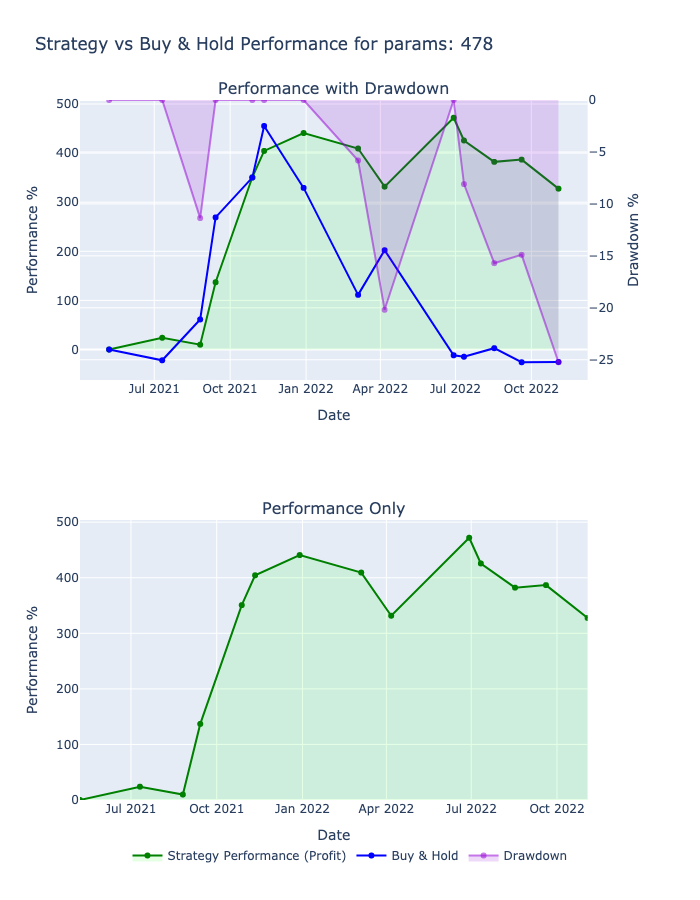 Strategy vs Buy & Hold Performance for params: 478
Performance with Drawdown
500
400
300
200
100
0
Performance %
0
−5
−10
−15
−20
−25
Drawdown %
Jul 2021 Oct 2021 Jan 2022 Apr 2022 Jul 2022 Oct 2022
Date
Performance Only
500
400
300
200
100
0
Performance %
Jul 2021 Oct 2021 Jan 2022 Apr 2022 Jul 2022 Oct 2022
Date
Strategy Performance (Profit) Buy & Hold Drawdown